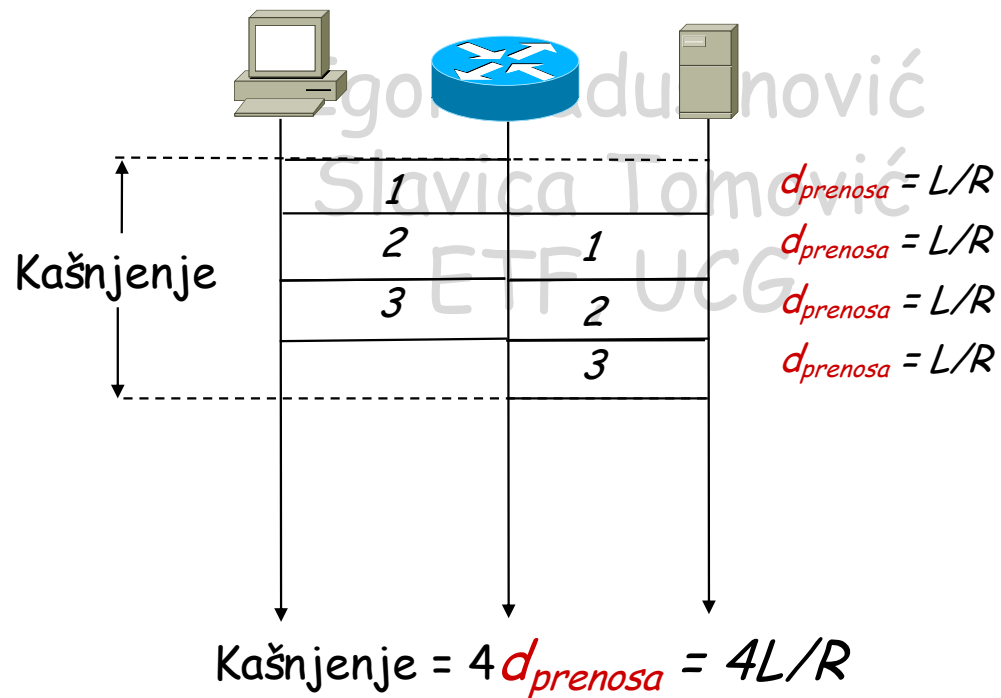 Igor Radusinović
Slavica Tomović
ETF, UCG
1
2
3
1
2
3
Kašnjenje
dprenosa = L/R
dprenosa = L/R
dprenosa = L/R
dprenosa = L/R
Kašnjenje = 4dprenosa = 4L/R